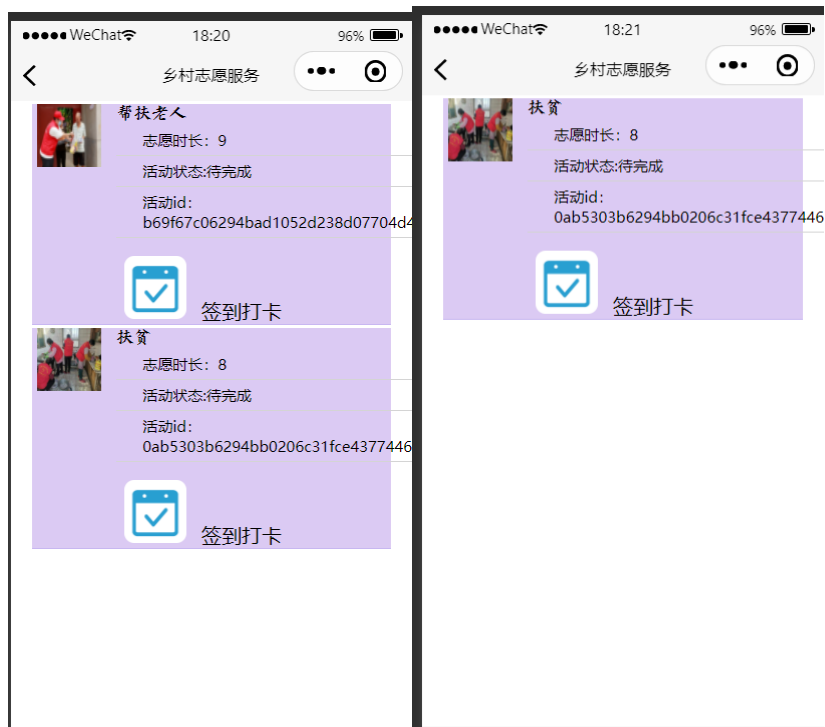 WeChat 18:20 96%
乡村志愿服务
帮扶老人
志愿时长：9
活动状态:待完成
活动id：
b69f67c06294bad1052d238d07704d4
签到打卡
扶贫
志愿时长：8
活动状态:待完成
活动id：
0ab5303b6294bb0206c31fce4377446
签到打卡
WeChat 18:21 96%
乡村志愿服务
扶贫
志愿时长：8
活动状态:待完成
活动id：
0ab5303b6294bb0206c31fce4377446
签到打卡